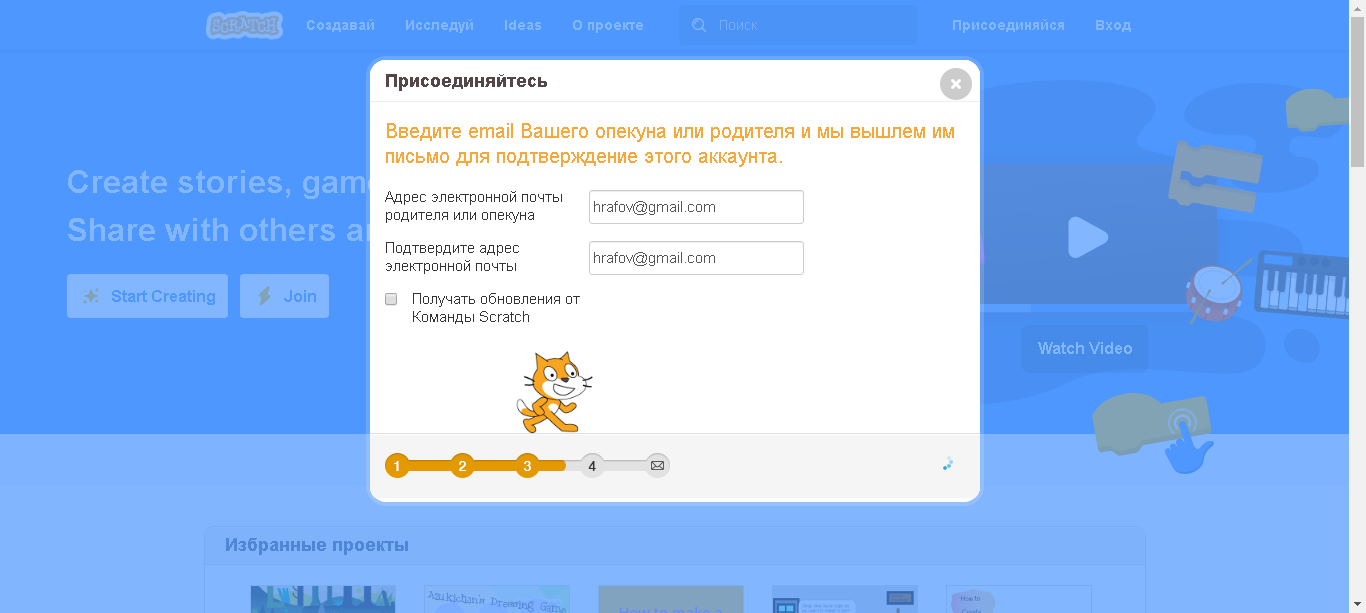 SCRATCH Создавай Исследуй Ideas О проекте Поиск Присоединяйся Вход
Присоединяйтесь
Введите email Вашего опекуна или родителя и мы вышлем им
письмо для подтверждение этого аккаунта.
Адрес электронной почты
родителя или опекуна
hrafov@gmail.com
Подтвердите адрес
электронной почты
hrafov@gmail.com
Получать обновления от
Команды Scratch
1 2 3 4
Create stories, gam
Share with others a
Start Creating Join
Watch Video
Избранные проекты
Azukichan's Dreaming Game
How to make a
How to
Create